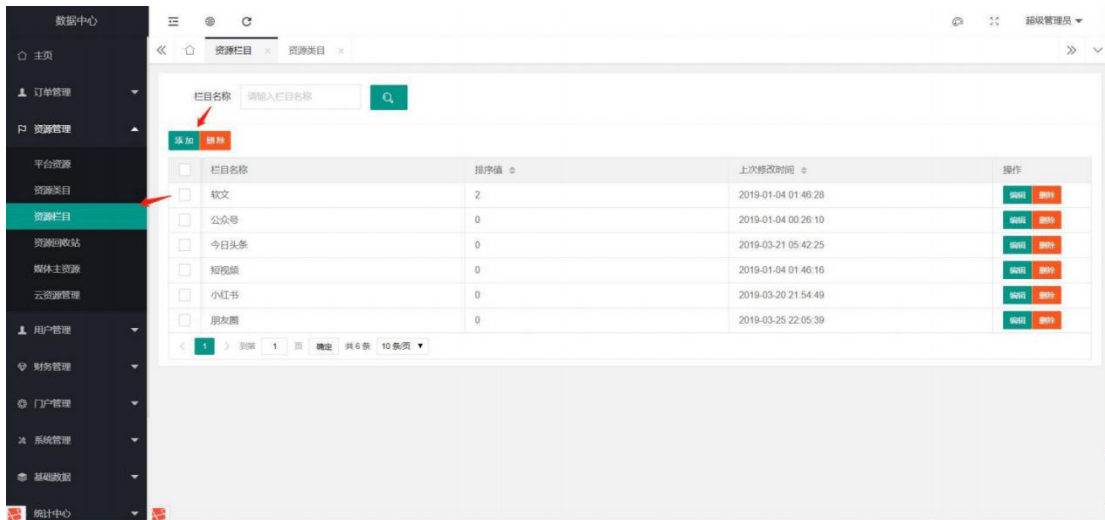 数据中心
超级管理员
主页
资源栏目 × 资源类目 ×
订单管理
栏目名称 请输入栏目名称
资源管理
添加 删除
平台资源
资源类目
资源栏目
资源回收站
媒体主资源
云资源管理
用户管理
财务管理
门户管理
系统管理
基础数据
统计中心
栏目名称 排序值 上次修改时间 操作
软文 2 2019-01-04 01:46:28 编辑 删除
公众号 0 2019-01-04 00:26:10 编辑 删除
今日头条 0 2019-03-21 05:42:25 编辑 删除
短视频 0 2019-01-04 01:46:16 编辑 删除
小红书 0 2019-03-20 21:54:49 编辑 删除
朋友圈 0 2019-03-25 22:05:39 编辑 删除
1 到第 1 页 确定 共 6 条 10 条/页